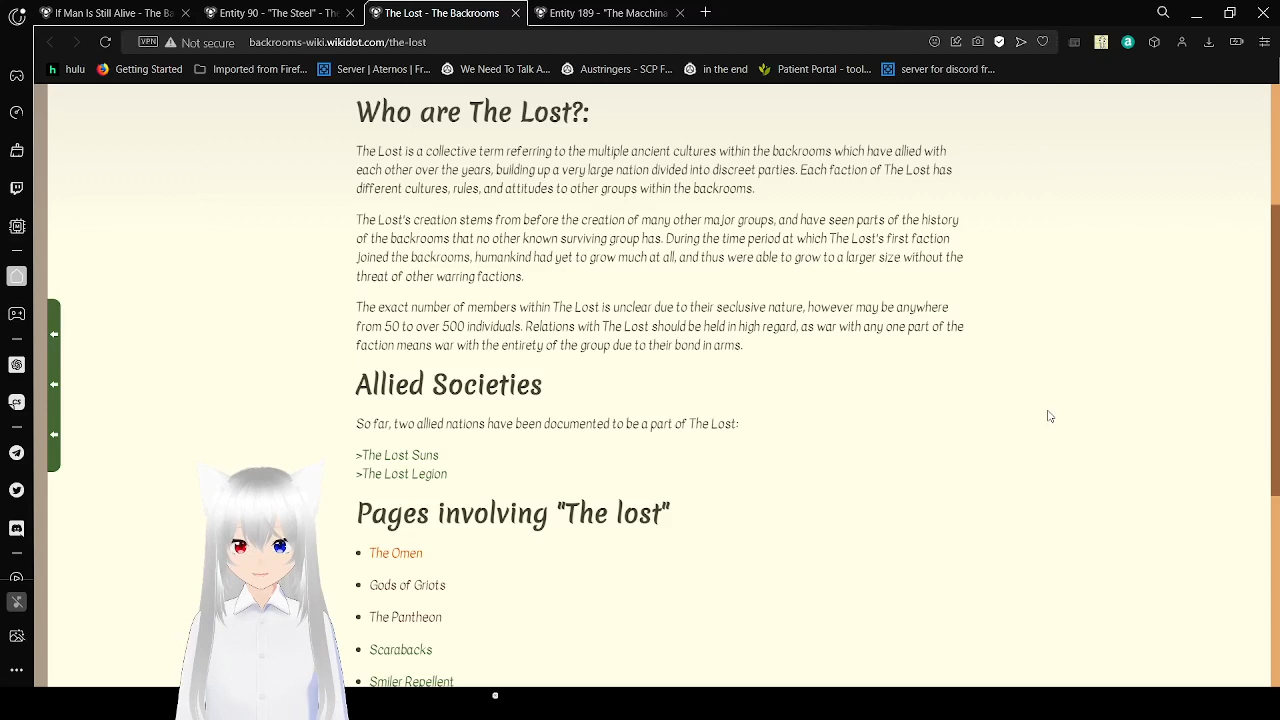 If Man Is Still Alive - The Ba
Entity 90 - "The Steel" - The
The Lost - The Backrooms
Entity 189 - "The Macchina
VPN
Not secure
backrooms-wiki.wikidot.com/the-lost
hulu
Getting Started
Imported from Firef...
Server | Aternos | Fr...
We Need To Talk A...
Austringers - SCP F...
in the end
Patient Portal - tool...
server for discord fr...
Who are The Lost?:
The Lost is a collective term referring to the multiple ancient cultures within the backrooms which have allied with
each other over the years, building up a very large nation divided into discreet parties. Each faction of The Lost has
different cultures, rules, and attitudes to other groups within the backrooms.
The Lost's creation stems from before the creation of many other major groups, and have seen parts of the history
of the backrooms that no other known surviving group has. During the time period at which The Lost's first faction
joined the backrooms, humankind had yet to grow much at all, and thus were able to grow to a larger size without the
threat of other warring factions.
The exact number of members within The Lost is unclear due to their seclusive nature, however may be anywhere
from 50 to over 500 individuals. Relations with The Lost should be held in high regard, as war with any one part of the
faction means war with the entirety of the group due to their bond in arms.
Allied Societies
So far, two allied nations have been documented to be a part of The Lost:
>The Lost Suns
>The Lost Legion
Pages involving "The lost"
The Omen
Gods of Griots
The Pantheon
Scarabacks
Smiler Repellent